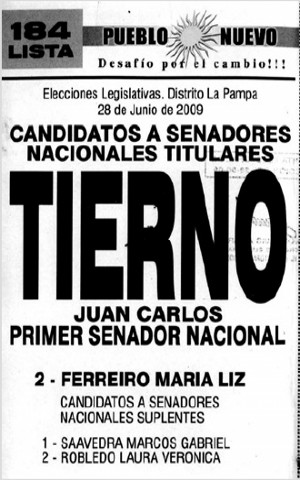 184
LISTA
PUEBLO NUEVO
Desafío por el cambio!!!
Elecciones Legislativas. Distrito La Pampa
28 de Junio de 2009
CANDIDATOS A SENADORES
NACIONALES TITULARES
TIERNO
JUAN CARLOS
PRIMER SENADOR NACIONAL
2 - FERREIRO MARIA LIZ
CANDIDATOS A SENADORES
NACIONALES SUPLENTES
1 - SAAVEDRA MARCOS GABRIEL
2 - ROBLEDO LAURA VERONICA